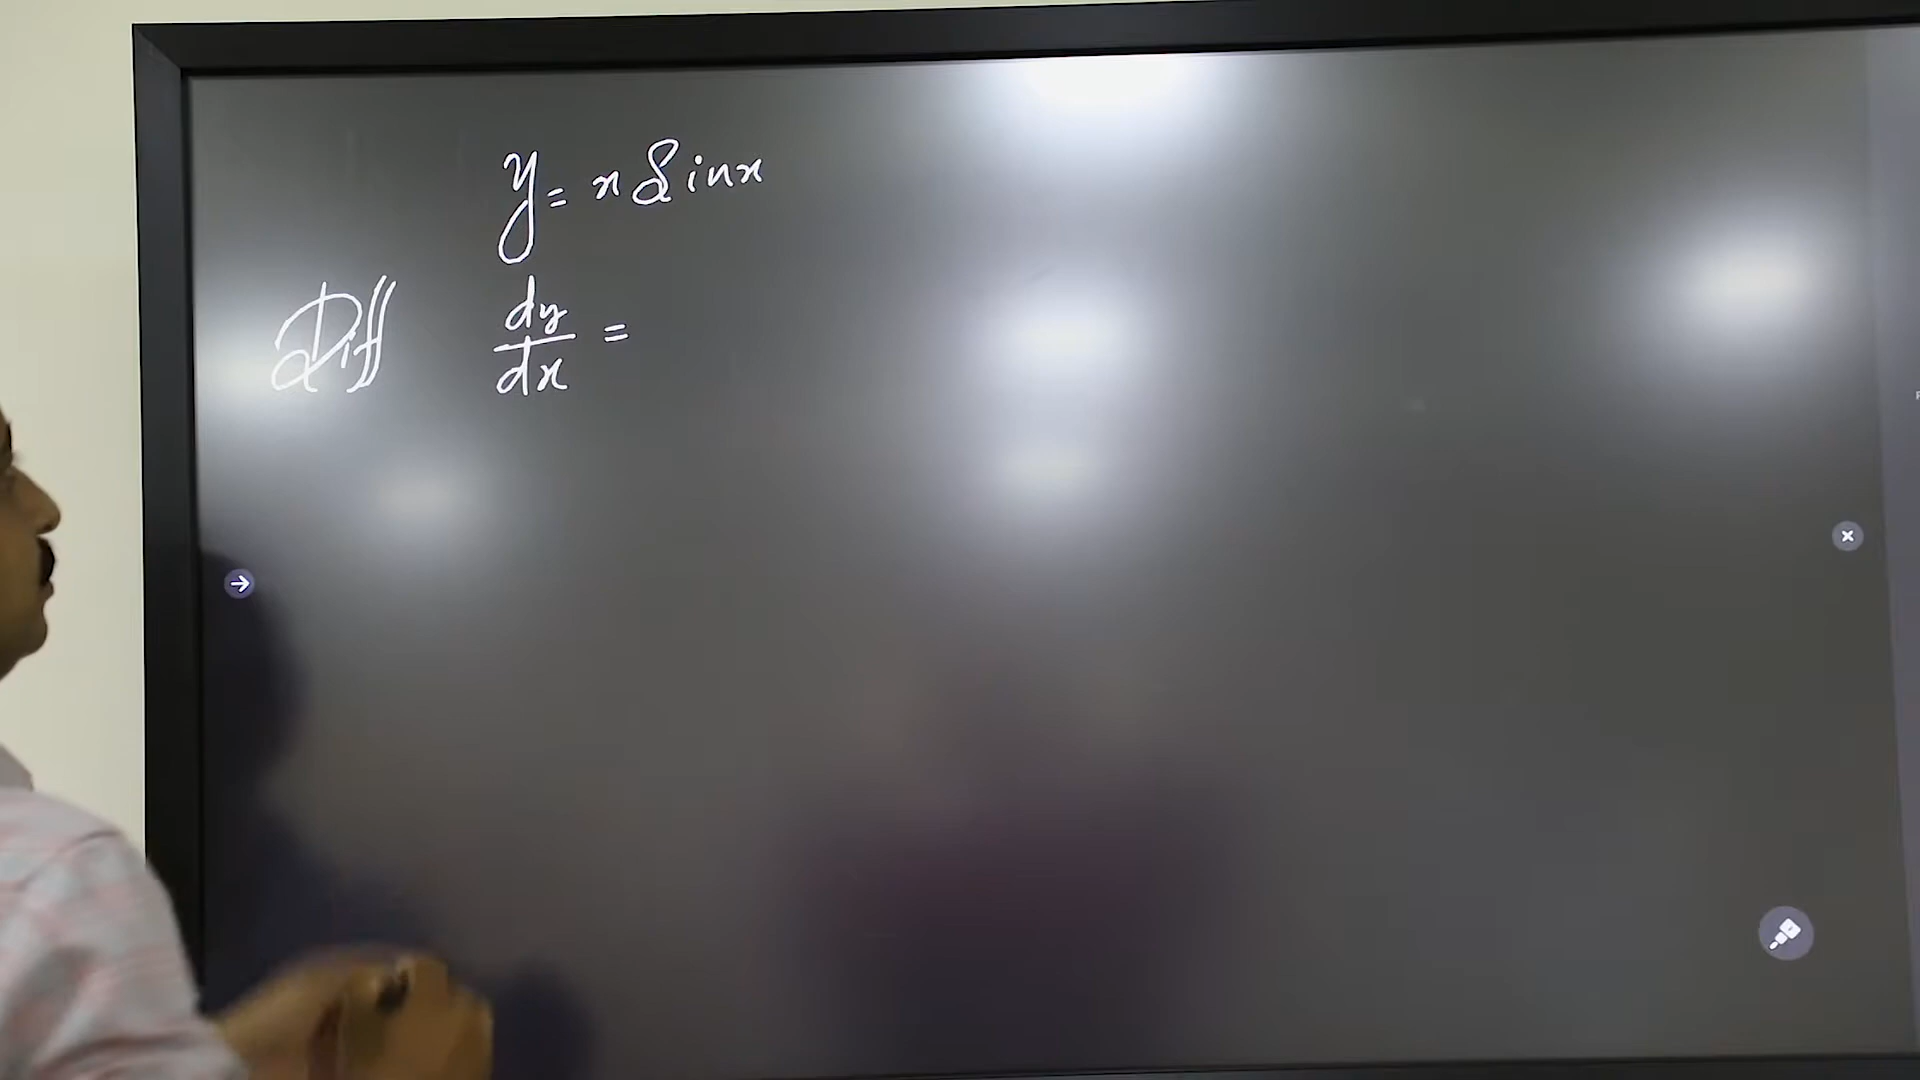 y = x Sinx
Diff dy/dx =